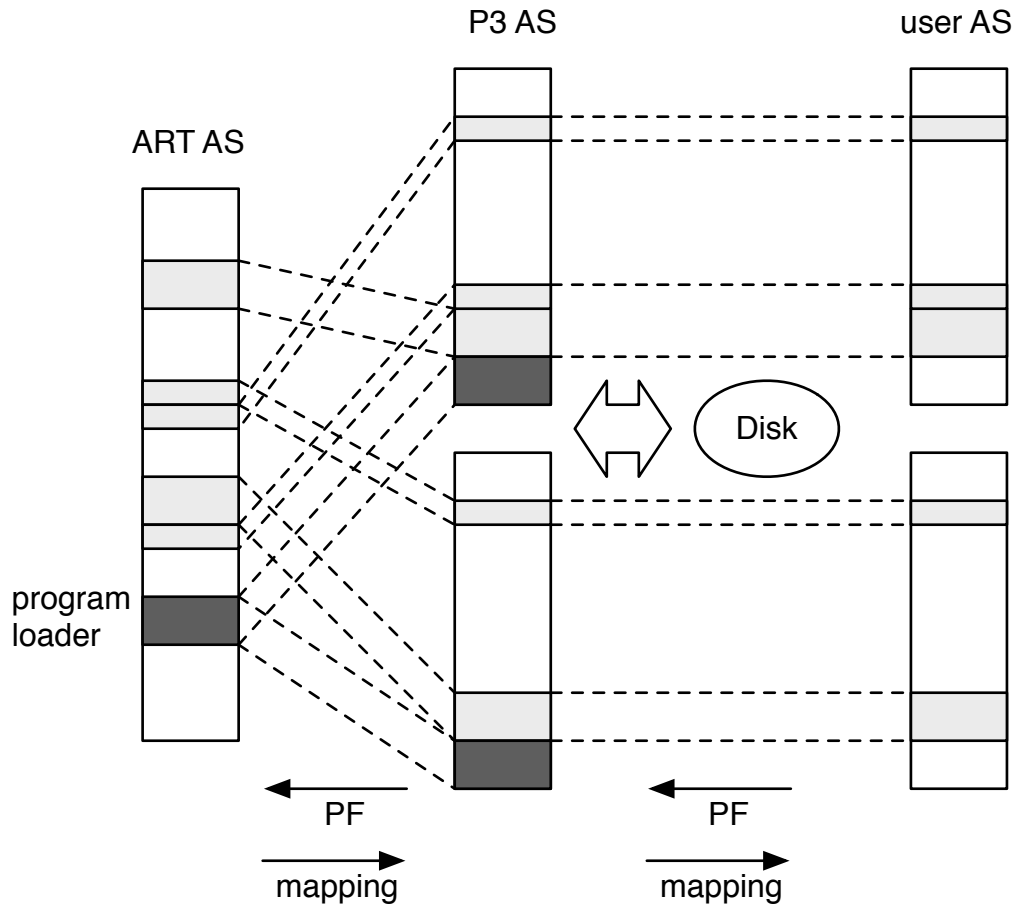 P3 AS
user AS
ART AS
Disk
program
loader
PF
PF
mapping
mapping